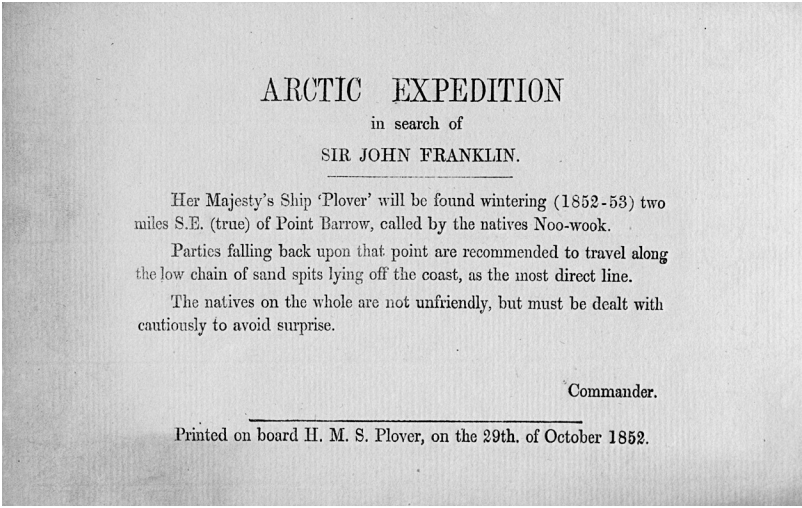 ARCTIC EXPEDITION
in search of
SIR JOHN FRANKLIN.
Her Majesty's Ship 'Plover' will be found wintering (1852-53) two
miles S.E. (true) of Point Barrow, called by the natives Noo-wook.
Parties falling back upon that point are recommended to travel along
the low chain of sand spits lying off the coast, as the most direct line.
The natives on the whole are not unfriendly, but must be dealt with
cautiously to avoid surprise.
Commander.
Printed on board H. M. S. Plover, on the 29th. of October 1852.